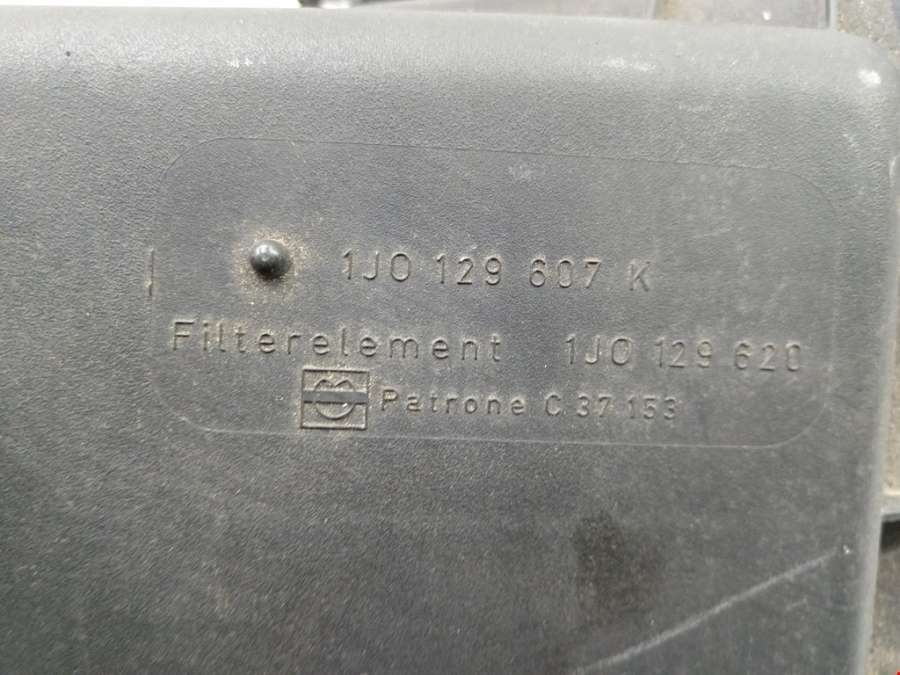 1J0 129 607 K
Filterelement 1J0 129 620
Patrone C 37 153